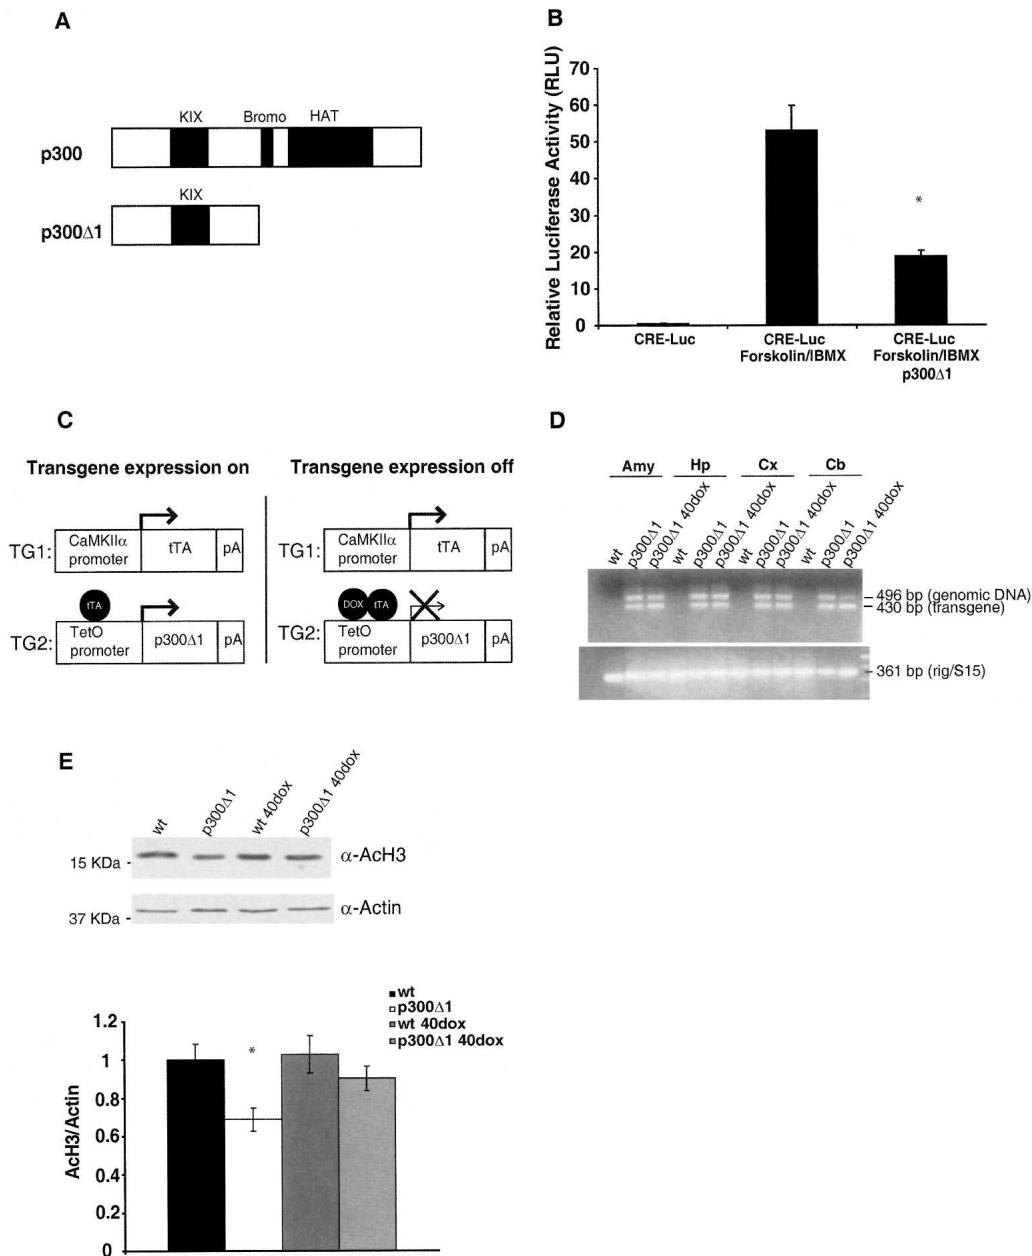 A
KIX Bromo HAT
p300
KIX
p300Δ1
B
Relative Luciferase Activity (RLU)
70
60
50
40
30
20
10
0
*
CRE-Luc
CRE-Luc
Forskolin/IBMX
CRE-Luc
Forskolin/IBMX
p300Δ1
C
Transgene expression on
TG1:
CaMKIIα
promoter
tTA
pA
tTA
TG2:
TetO
promoter
p300Δ1
pA
Transgene expression off
TG1:
CaMKIIα
promoter
tTA
pA
DOX tTA
TG2:
TetO
promoter
p300Δ1
pA
D
Amy Hp Cx Cb
wt
p300Δ1
p300Δ1 40dox
wt
p300Δ1
p300Δ1 40dox
wt
p300Δ1
p300Δ1 40dox
wt
p300Δ1
p300Δ1 40dox
496 bp (genomic DNA)
430 bp (transgene)
361 bp (rig/S15)
E
wt
p300Δ1
wt 40dox
p300Δ1 40dox
15 KDa - α-AcH3
37 KDa - α-Actin
wt
p300Δ1
wt 40dox
p300Δ1 40dox
AcH3/Actin
1.2
1
0.8
0.6
0.4
0.2
0
*